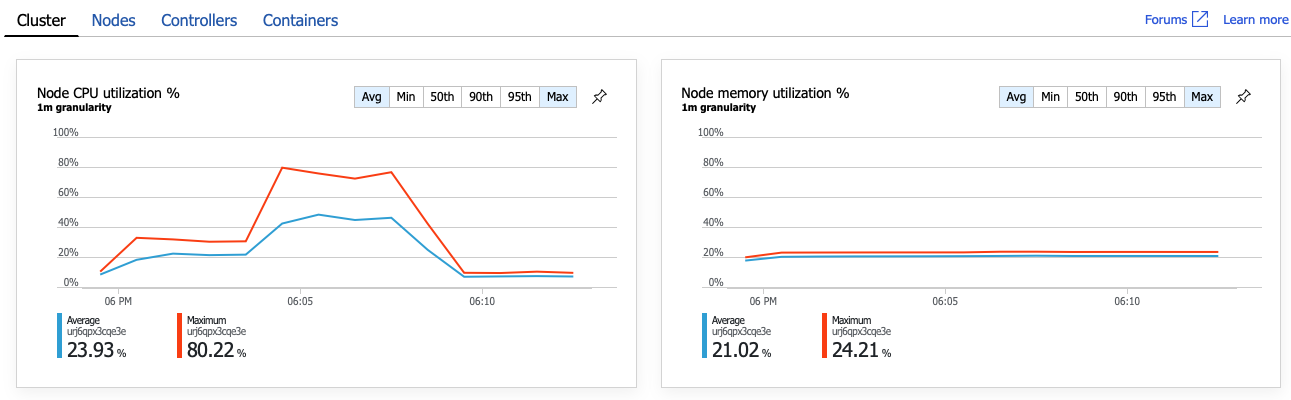 Cluster Nodes Controllers Containers Forums Learn more
Node CPU utilization %
1m granularity
Avg Min 50th 90th 95th Max
100%
80%
60%
40%
20%
0%
06 PM 06:05 06:10
Average
urj6qpx3cqe3e
23.93 %
Maximum
urj6qpx3cqe3e
80.22 %
Node memory utilization %
1m granularity
Avg Min 50th 90th 95th Max
100%
80%
60%
40%
20%
0%
06 PM 06:05 06:10
Average
urj6qpx3cqe3e
21.02 %
Maximum
urj6qpx3cqe3e
24.21 %